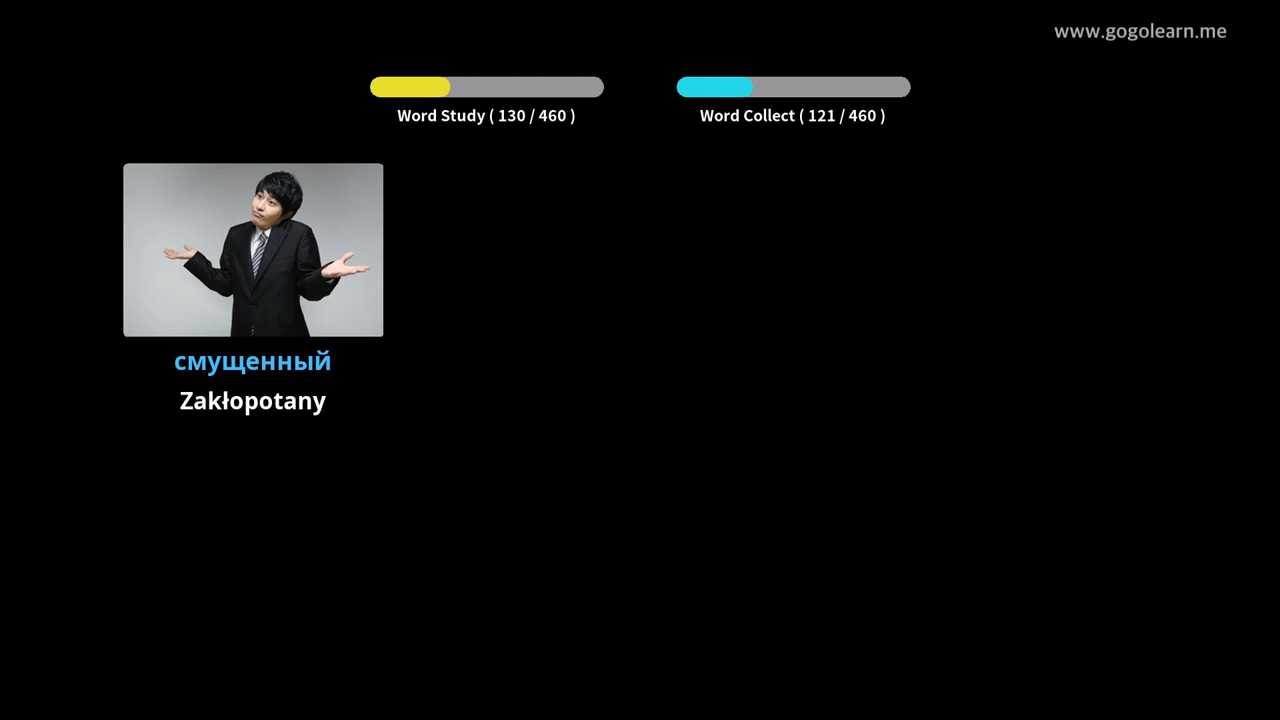 www.gogolearn.me
Word Study ( 130 / 460 )
Word Collect ( 121 / 460 )
смущенный
Zakłopotany